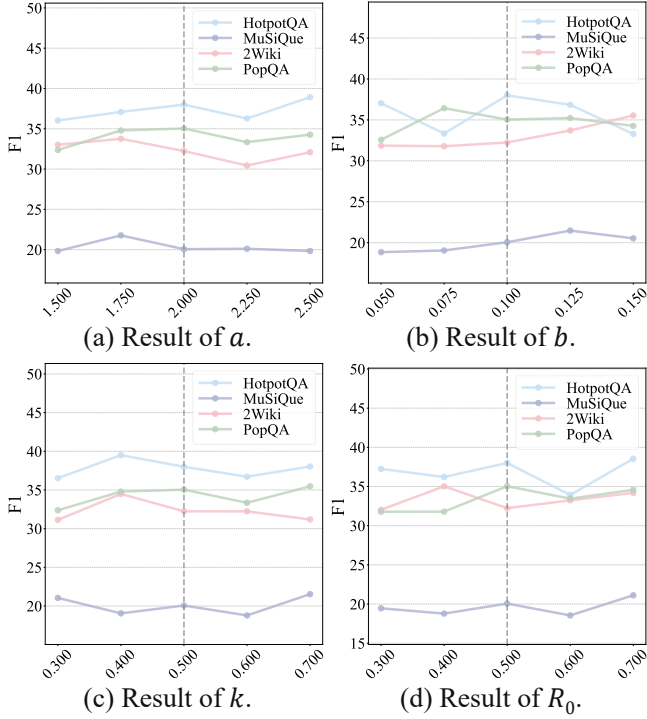 50
45
40
35
30
25
20
F1
HotpotQA
MuSiQue
2Wiki
PopQA
1.500
1.750
2.000
2.250
2.500
(a) Result of a.
45
40
35
30
25
20
F1
HotpotQA
MuSiQue
2Wiki
PopQA
0.050
0.075
0.100
0.125
0.150
(b) Result of b.
50
45
40
35
30
25
20
F1
HotpotQA
MuSiQue
2Wiki
PopQA
0.300
0.400
0.500
0.600
0.700
(c) Result of k.
50
45
40
35
30
25
20
15
F1
HotpotQA
MuSiQue
2Wiki
PopQA
0.300
0.400
0.500
0.600
0.700
(d) Result of R₀.